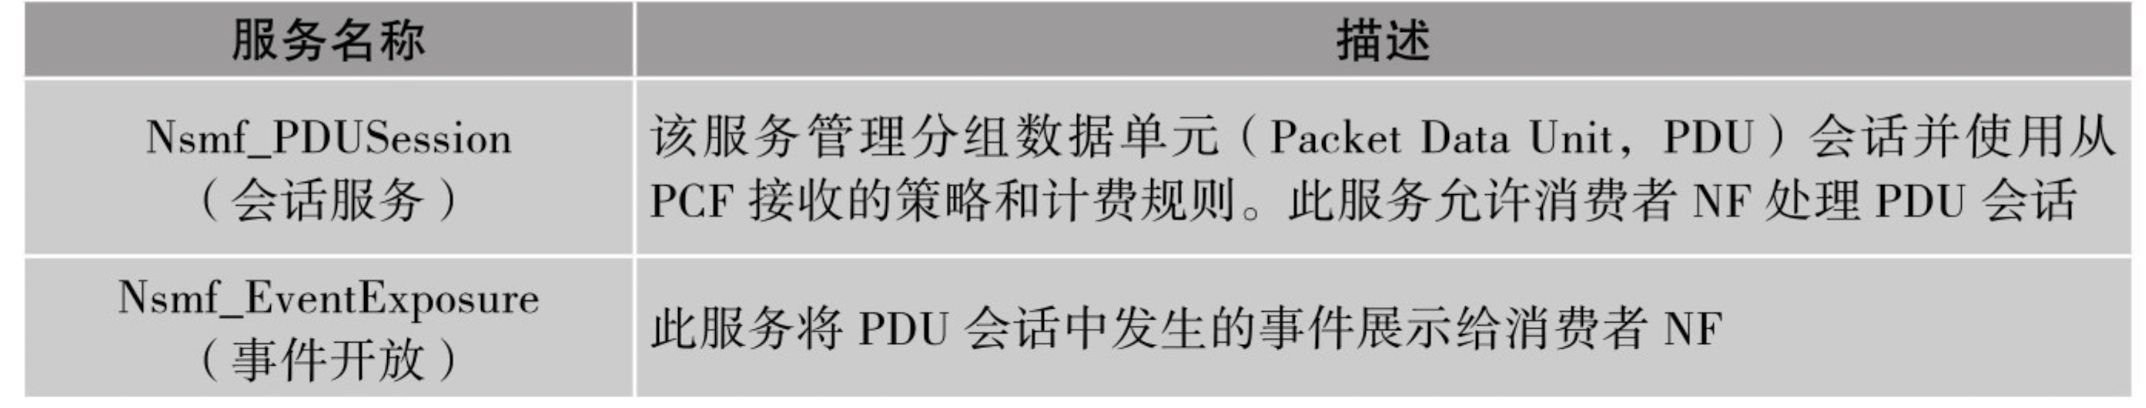 服务名称
描述
Nsmf_PDUSession
（会话服务）
该服务管理分组数据单元（Packet Data Unit，PDU）会话并使用从
PCF 接收的策略和计费规则。此服务允许消费者 NF 处理 PDU 会话
Nsmf_EventExposure
（事件开放）
此服务将 PDU 会话中发生的事件展示给消费者 NF